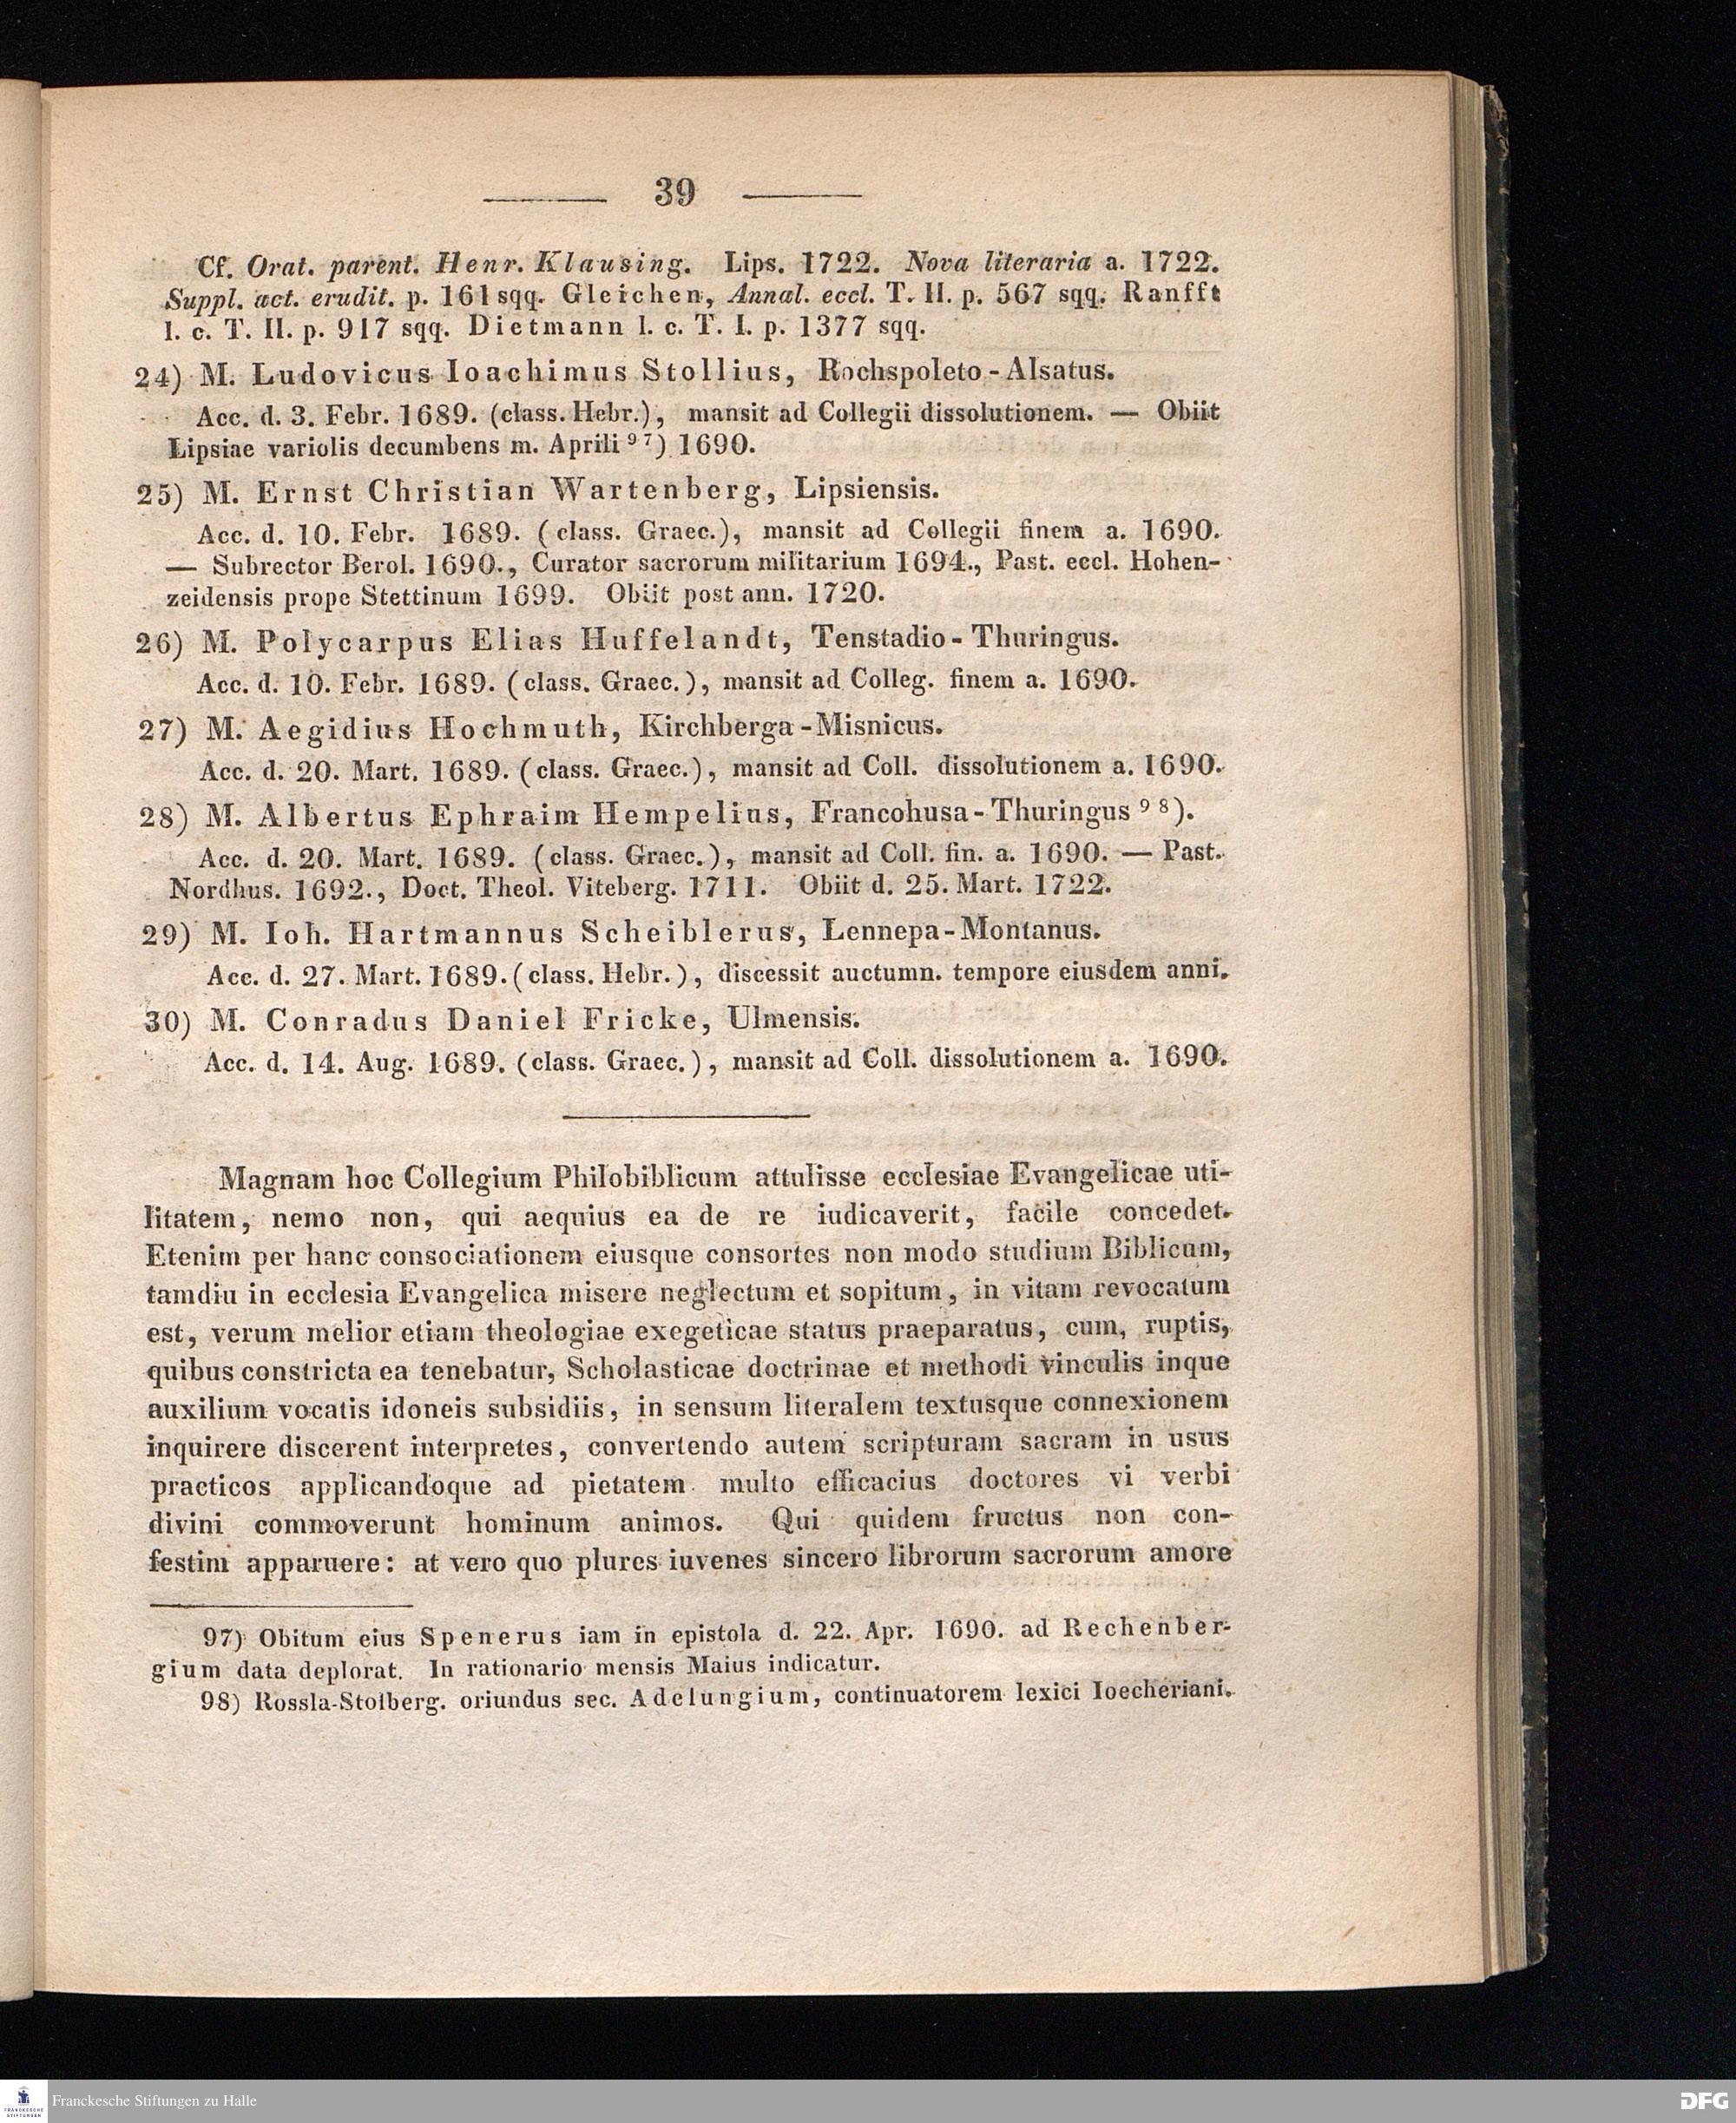 39
Cf. Orat. parent. Henr. Klausing. Lips. 1722. Nova literaria a. 1722.
Suppl. act. erudit. p. 161 sqq. Gleichen, Annal. eccl. T. II. p. 567 sqq. Ranfft
l. c. T. II. p. 917 sqq. Dietmann l. c. T. I. p. 1377 sqq.
24) M. Ludovicus Ioachimus Stollius, Rochspoleto-Alsatus.
Acc. d. 3. Febr. 1689. (class. Hebr.), mansit ad Collegii dissolutionem. — Obiit
Lipsiae variolis decumbens m. Aprili 97) 1690.
25) M. Ernst Christian Wartenberg, Lipsiensis.
Acc. d. 10. Febr. 1689. (class. Graec.), mansit ad Collegii finem a. 1690.
— Subrector Berol. 1690., Curator sacrorum militarium 1694., Past. eccl. Hohen-
zeidensis prope Stettinum 1699. Obiit post ann. 1720.
26) M. Polycarpus Elias Huffelandt, Tenstadio-Thuringus.
Acc. d. 10. Febr. 1689. (class. Graec.), mansit ad Colleg. finem a. 1690.
27) M. Aegidius Hochmuth, Kirchberga-Misnicus.
Acc. d. 20. Mart. 1689. (class. Graec.), mansit ad Coll. dissolutionem a. 1690.
28) M. Albertus Ephraim Hempelius, Francohusa-Thuringus 98).
Acc. d. 20. Mart. 1689. (class. Graec.), mansit ad Coll. fin. a. 1690. — Past.
Nordhus. 1692., Doct. Theol. Viteberg. 1711. Obiit d. 25. Mart. 1722.
29) M. Ioh. Hartmannus Scheiblerus, Lennepa-Montanus.
Acc. d. 27. Mart. 1689. (class. Hebr.), discessit auctumn. tempore eiusdem anni.
30) M. Conradus Daniel Fricke, Ulmensis.
Acc. d. 14. Aug. 1689. (class. Graec.), mansit ad Coll. dissolutionem a. 1690.
Magnam hoc Collegium Philobiblicum attulisse ecclesiae Evangelicae uti-
litatem, nemo non, qui aequius ea de re iudicaverit, facile concedet.
Etenim per hanc consociationem eiusque consortes non modo studium Biblicum,
tamdiu in ecclesia Evangelica misere neglectum et sopitum, in vitam revocatum
est, verum melior etiam theologiae exegeticae status praeparatus, cum, ruptis,
quibus constricta ea tenebatur, Scholasticae doctrinae et methodi vinculis inque
auxilium vocatis idoneis subsidiis, in sensum literalem textusque connexionem
inquirere discerent interpretes, convertendo autem scripturam sacram in usus
practicos applicandoque ad pietatem multo efficacius doctores vi verbi
divini commoverunt hominum animos. Qui quidem fructus non con-
festim apparuere: at vero quo plures iuvenes sincero librorum sacrorum amore
97) Obitum eius Spenerus iam in epistola d. 22. Apr. 1690. ad Rechenber-
gium data deplorat. In rationario mensis Maius indicatur.
98) Rossla-Stolberg. oriundus sec. Adelungium, continuatorem lexici Ioecheriani.
FRANCKESCHE
STIFTUNGEN
Franckesche Stiftungen zu Halle
DFG